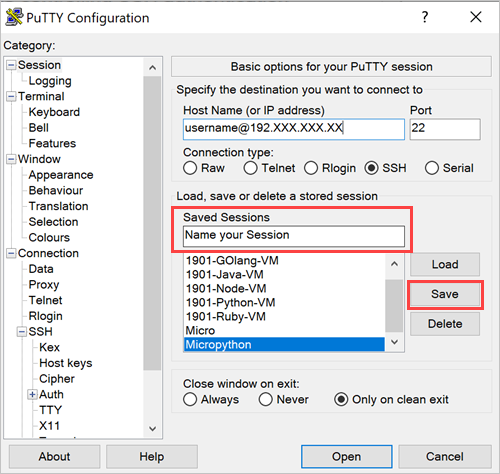 PuTTY Configuration
? ×
Category:
Session
Logging
Terminal
Keyboard
Bell
Features
Window
Appearance
Behaviour
Translation
Selection
Colours
Connection
Data
Proxy
Telnet
Rlogin
SSH
Kex
Host keys
Cipher
Auth
TTY
X11
Basic options for your PuTTY session
Specify the destination you want to connect to
Host Name (or IP address) Port
username@192.XXX.XXX.XX 22
Connection type:
Raw Telnet Rlogin SSH Serial
Load, save or delete a stored session
Saved Sessions
Name your Session
1901-GOlang-VM
1901-Java-VM
1901-Node-VM
1901-Python-VM
1901-Ruby-VM
Micro
Micropython
Load
Save
Delete
Close window on exit:
Always Never Only on clean exit
About Help Open Cancel